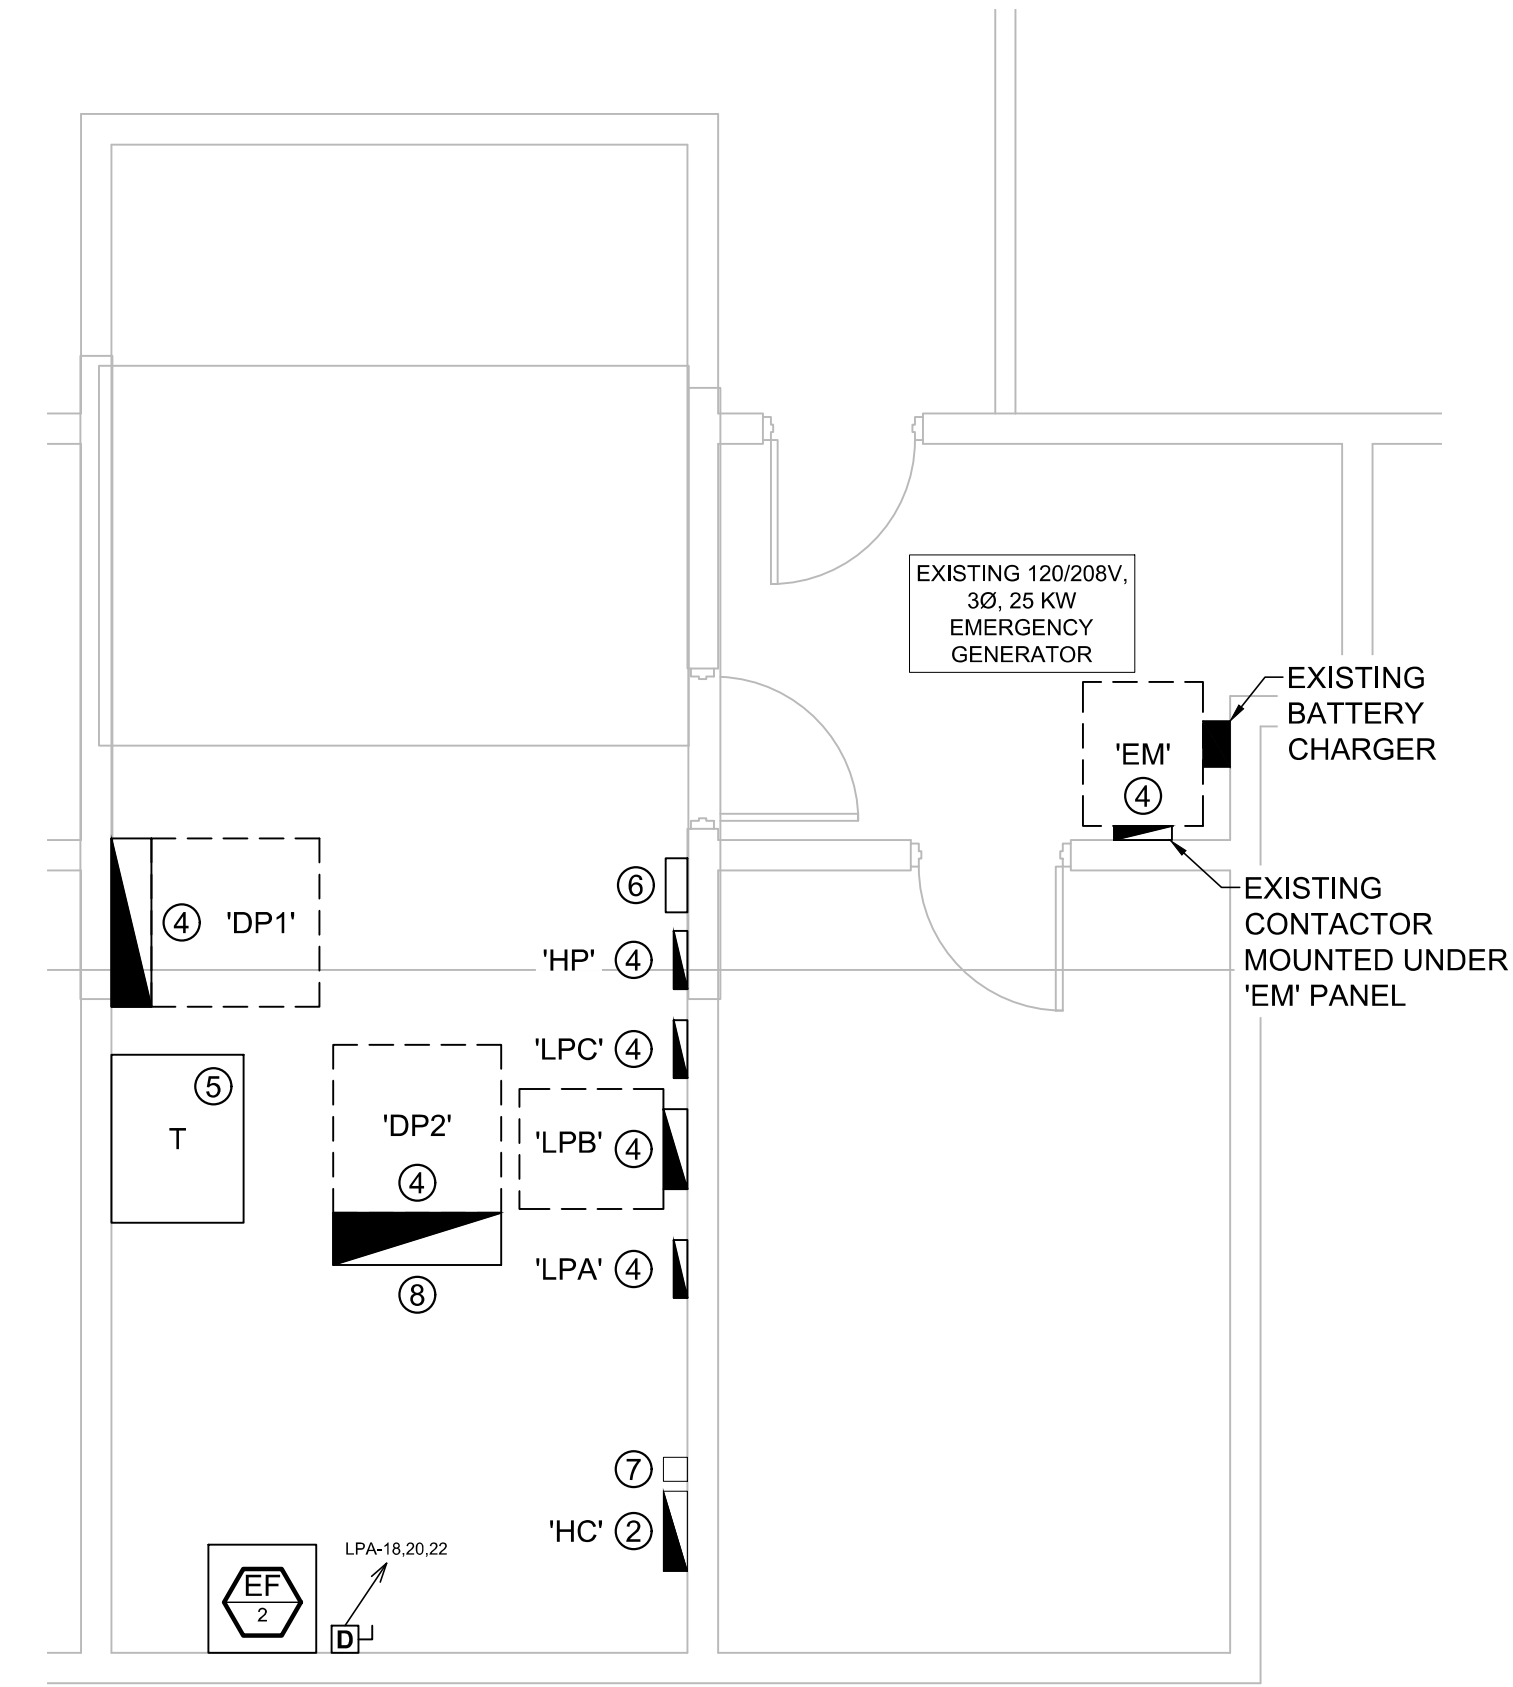 EXISTING 120/208V,
3Ø, 25 KW
EMERGENCY
GENERATOR
EXISTING
BATTERY
CHARGER
'EM'
4
EXISTING
CONTACTOR
MOUNTED UNDER
'EM' PANEL
4 'DP1'
6
'HP' 4
'LPC' 4
5
T
'DP2'
4
8
'LPB' 4
'LPA' 4
7
'HC' 2
LPA-18,20,22
EF
2
D